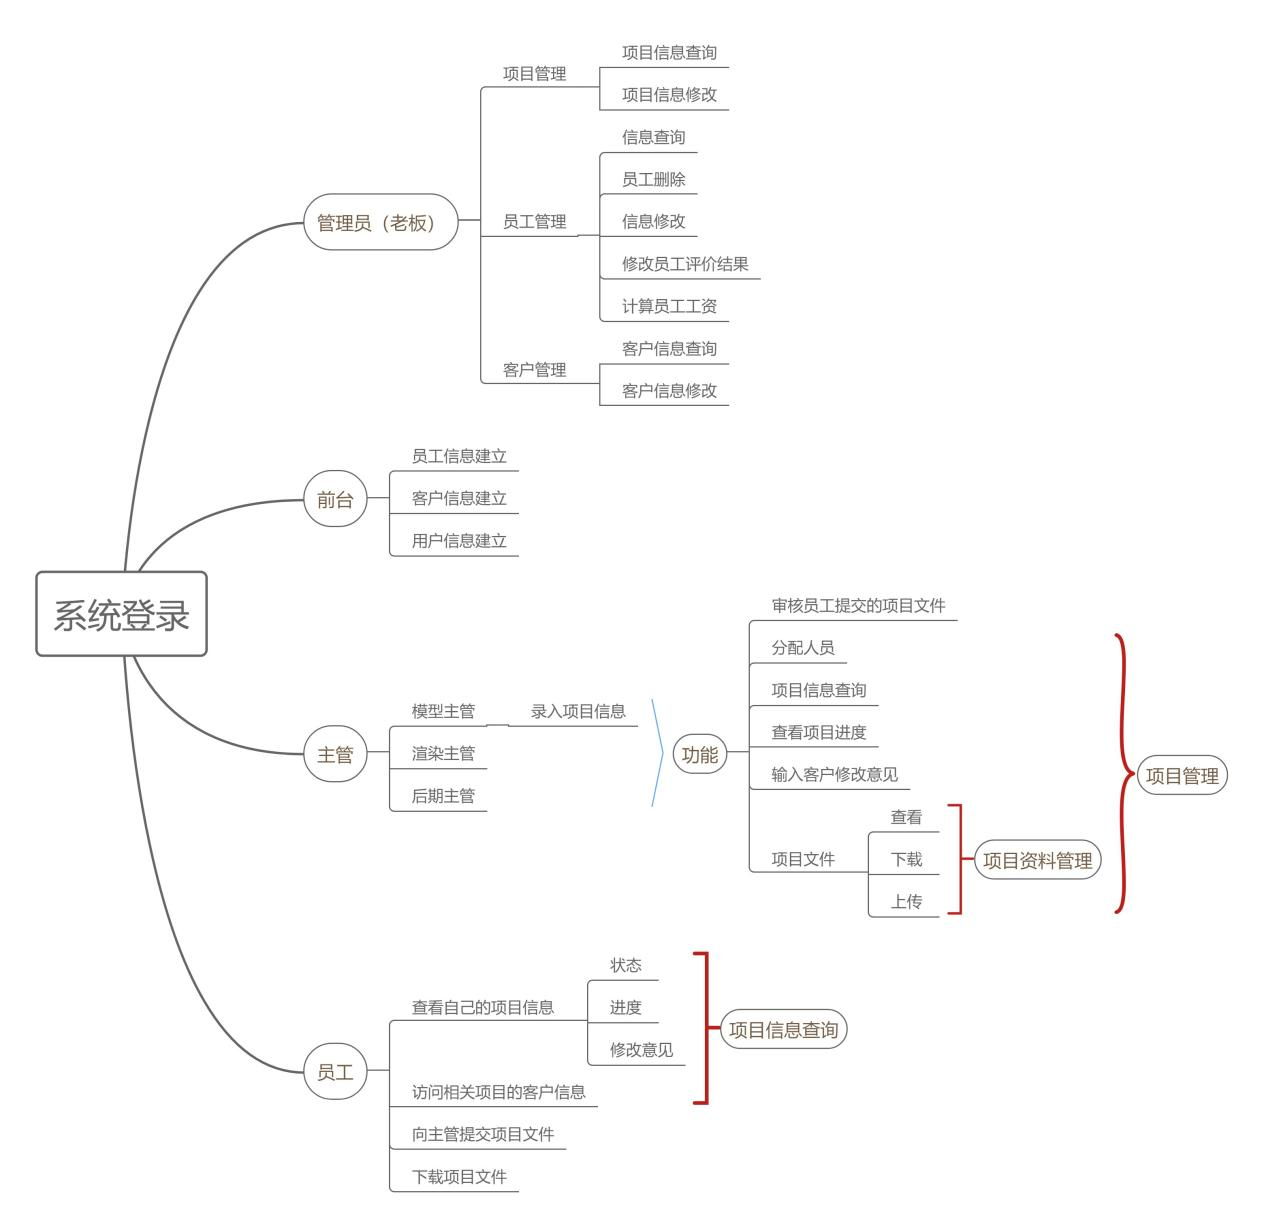 系统登录
管理员（老板）
项目管理
项目信息查询
项目信息修改
员工管理
信息查询
员工删除
信息修改
修改员工评价结果
计算员工工资
客户管理
客户信息查询
客户信息修改
前台
员工信息建立
客户信息建立
用户信息建立
主管
模型主管
录入项目信息
渲染主管
后期主管
功能
审核员工提交的项目文件
分配人员
项目信息查询
查看项目进度
输入客户修改意见
项目文件
查看
下载
上传
项目资料管理
项目管理
员工
查看自己的项目信息
状态
进度
修改意见
项目信息查询
访问相关项目的客户信息
向主管提交项目文件
下载项目文件